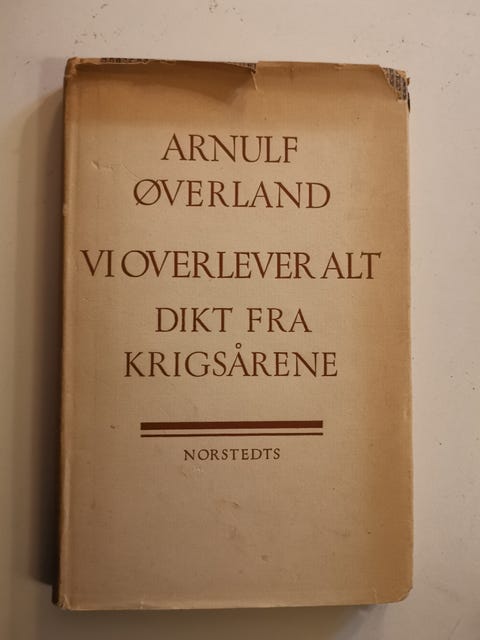 ARNULF
ØVERLAND
VI OVERLEVER ALT
DIKT FRA
KRIGSÅRENE
NORSTEDTS